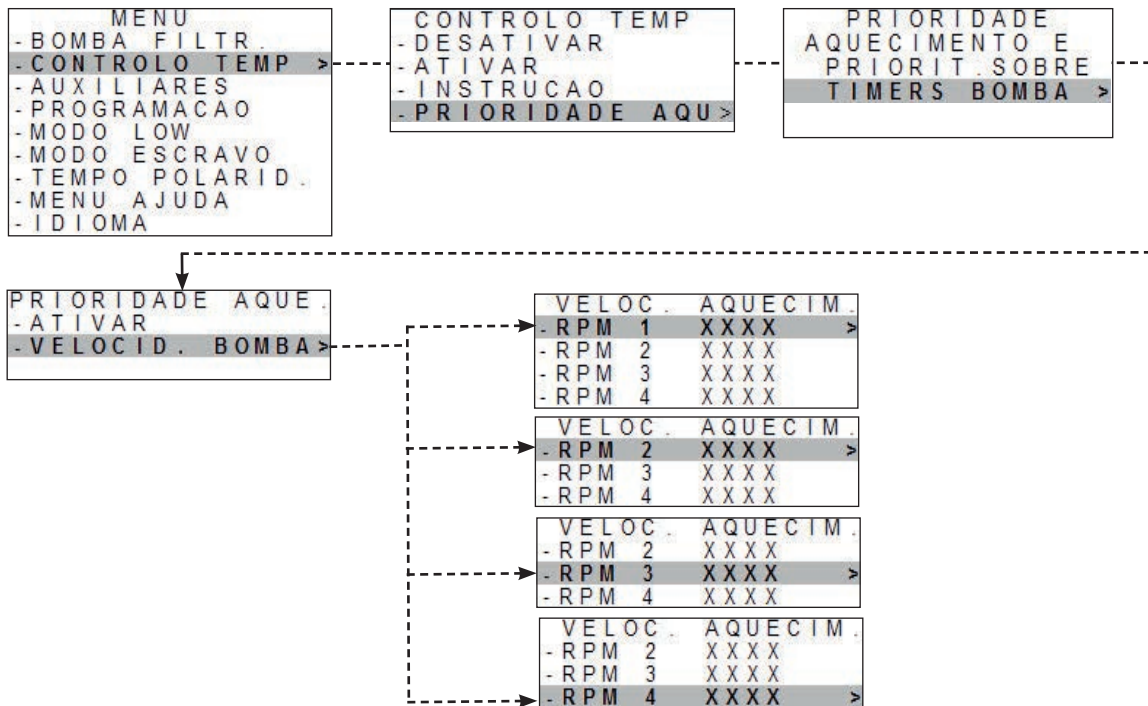 MENU
-BOMBA FILTR.
-CONTROLO TEMP >
-AUXILIARES
-PROGRAMACAO
-MODO LOW
-MODO ESCRAVO
-TEMPO POLARID.
-MENU AJUDA
-IDIOMA
CONTROLO TEMP
-DESATIVAR
-ATIVAR
-INSTRUCAO
-PRIORIDADE AQU>
PRIORIDADE
AQUECIMENTO E
PRIORIT.SOBRE
TIMERS BOMBA >
PRIORIDADE AQUE.
-ATIVAR
-VELOCID. BOMBA>
VELOC. AQUECIM.
-RPM 1 XXXX >
-RPM 2 XXXX
-RPM 3 XXXX
-RPM 4 XXXX
VELOC. AQUECIM.
-RPM 2 XXXX >
-RPM 3 XXXX
-RPM 4 XXXX
VELOC. AQUECIM.
-RPM 2 XXXX
-RPM 3 XXXX >
-RPM 4 XXXX
VELOC. AQUECIM.
-RPM 2 XXXX
-RPM 3 XXXX
-RPM 4 XXXX >